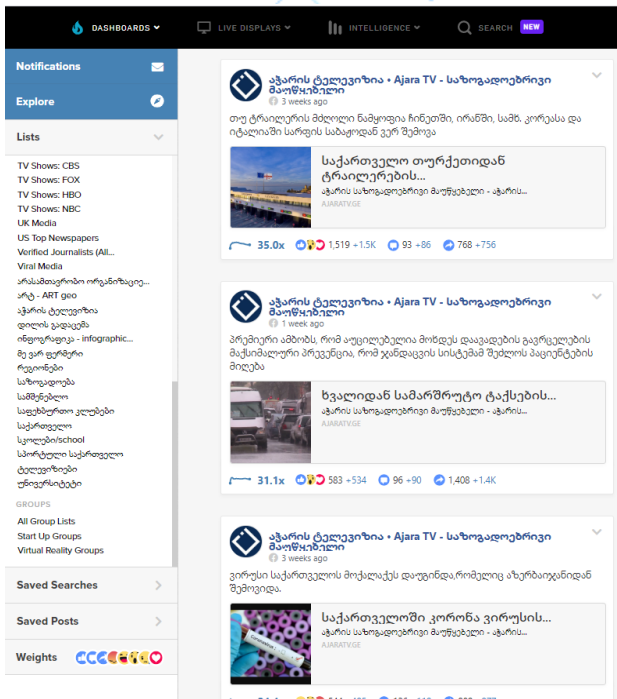 DASHBOARDS
LIVE DISPLAYS
INTELLIGENCE
SEARCH NEW
Notifications
Explore
Lists
TV Shows: CBS
TV Shows: FOX
TV Shows: HBO
TV Shows: NBC
UK Media
US Top Newspapers
Verified Journalists (All...
Viral Media
არასამთავრობო ორგანიზაციე...
არტ - ART geo
აჭარის ტელევიზია
დილის გადაცემა
ინფოგრაფიკა - infographic...
მე ვარ ფერმერი
რეგიონები
საზოგადოება
სამშენებლო
საფეხბურთო კლუბები
საქართველო
სკოლები/school
სპორტული საქართველო
ტელევიზიები
უნივერსიტეტი
GROUPS
All Group Lists
Start Up Groups
Virtual Reality Groups
Saved Searches
Saved Posts
Weights
აჭარის ტელევიზია • Ajara TV - საზოგადოებრივი
მაუწყებელი
3 weeks ago
თუ ტრაილერის მძღოლი ნამყოფია ჩინეთში, ირანში, სამხ. კორეასა და
იტალიაში სარფის საბაჟოდან ვერ შემოვა
საქართველო თურქეთიდან
ტრაილერების...
აჭარის საზოგადოებრივი მაუწყებელი - აჭარის...
AJARATV.GE
35.0x 1,519 +1.5K 93 +86 768 +756
აჭარის ტელევიზია • Ajara TV - საზოგადოებრივი
მაუწყებელი
1 week ago
პრემიერი ამბობს, რომ აუცილებელია მოხდეს დაავადების გავრცელების
მაქსიმალური პრევენცია, რომ ჯანდაცვის სისტემამ შეძლოს პაციენტების
მიღება
ხვალიდან სამარშრუტო ტაქსების...
აჭარის საზოგადოებრივი მაუწყებელი - აჭარის...
AJARATV.GE
31.1x 583 +534 96 +90 1,408 +1.4K
აჭარის ტელევიზია • Ajara TV - საზოგადოებრივი
მაუწყებელი
3 weeks ago
ვირუსი საქართველოს მოქალაქეს დაუგინდა,რომელიც აზერბაიჯანიდან
შემოვიდა.
საქართველოში კორონა ვირუსის...
აჭარის საზოგადოებრივი მაუწყებელი - აჭარის...
AJARATV.GE